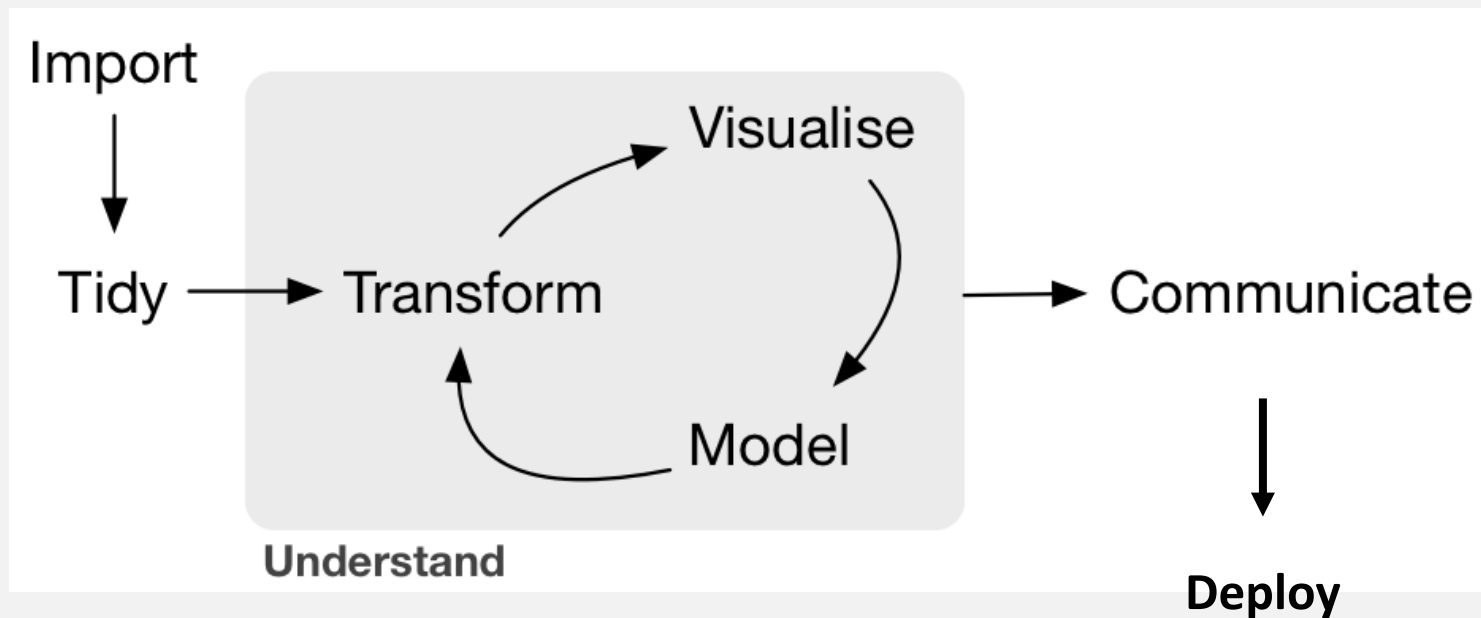 Import
Visualise
Tidy
Transform
Communicate
Model
Understand
Deploy